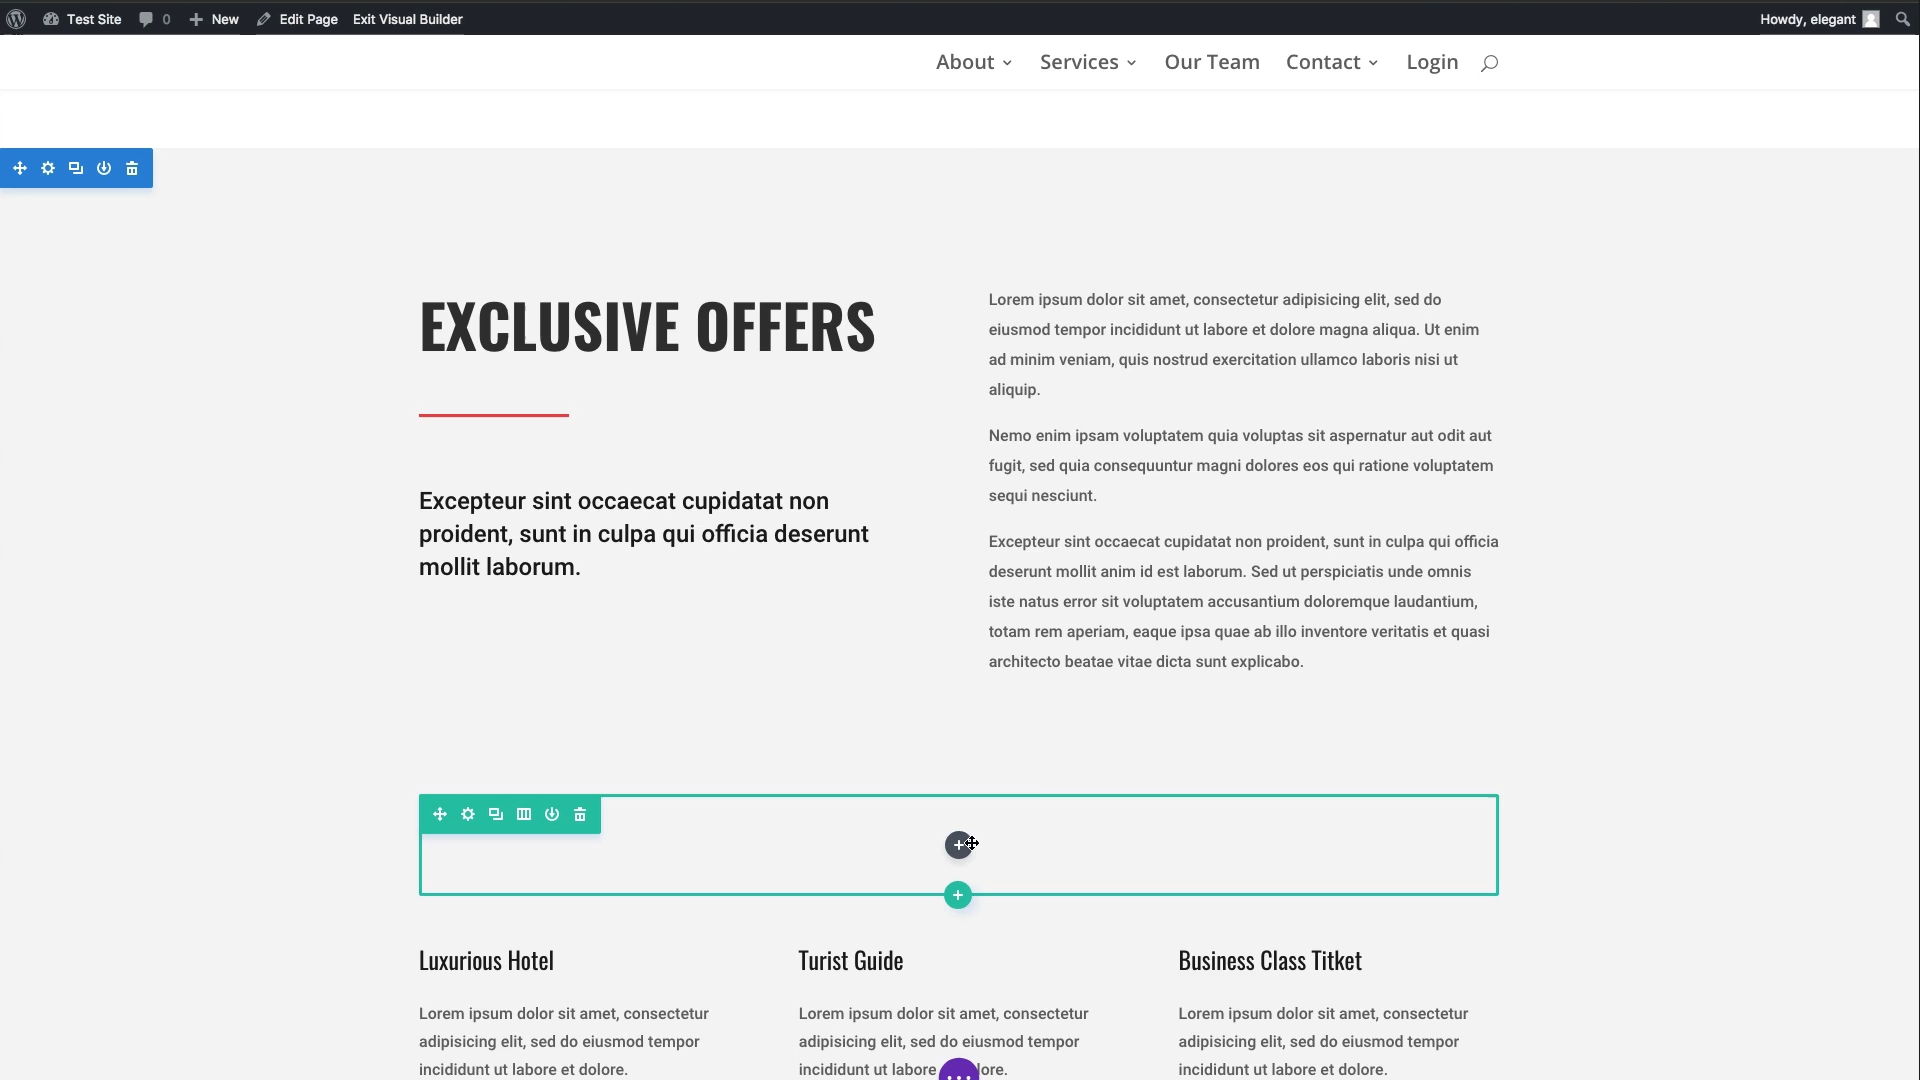 Test Site 0 New Edit Page Exit Visual Builder Howdy, elegant
About Services Our Team Contact Login
EXCLUSIVE OFFERS
Excepteur sint occaecat cupidatat non
proident, sunt in culpa qui officia deserunt
mollit laborum.
Lorem ipsum dolor sit amet, consectetur adipisicing elit, sed do
eiusmod tempor incididunt ut labore et dolore magna aliqua. Ut enim
ad minim veniam, quis nostrud exercitation ullamco laboris nisi ut
aliquip.
Nemo enim ipsam voluptatem quia voluptas sit aspernatur aut odit aut
fugit, sed quia consequuntur magni dolores eos qui ratione voluptatem
sequi nesciunt.
Excepteur sint occaecat cupidatat non proident, sunt in culpa qui officia
deserunt mollit anim id est laborum. Sed ut perspiciatis unde omnis
iste natus error sit voluptatem accusantium doloremque laudantium,
totam rem aperiam, eaque ipsa quae ab illo inventore veritatis et quasi
architecto beatae vitae dicta sunt explicabo.
Luxurious Hotel
Lorem ipsum dolor sit amet, consectetur
adipisicing elit, sed do eiusmod tempor
incididunt ut labore et dolore.
Turist Guide
Lorem ipsum dolor sit amet, consectetur
adipisicing elit, sed do eiusmod tempor
incididunt ut labore lore.
Business Class Titket
Lorem ipsum dolor sit amet, consectetur
adipisicing elit, sed do eiusmod tempor
incididunt ut labore et dolore.